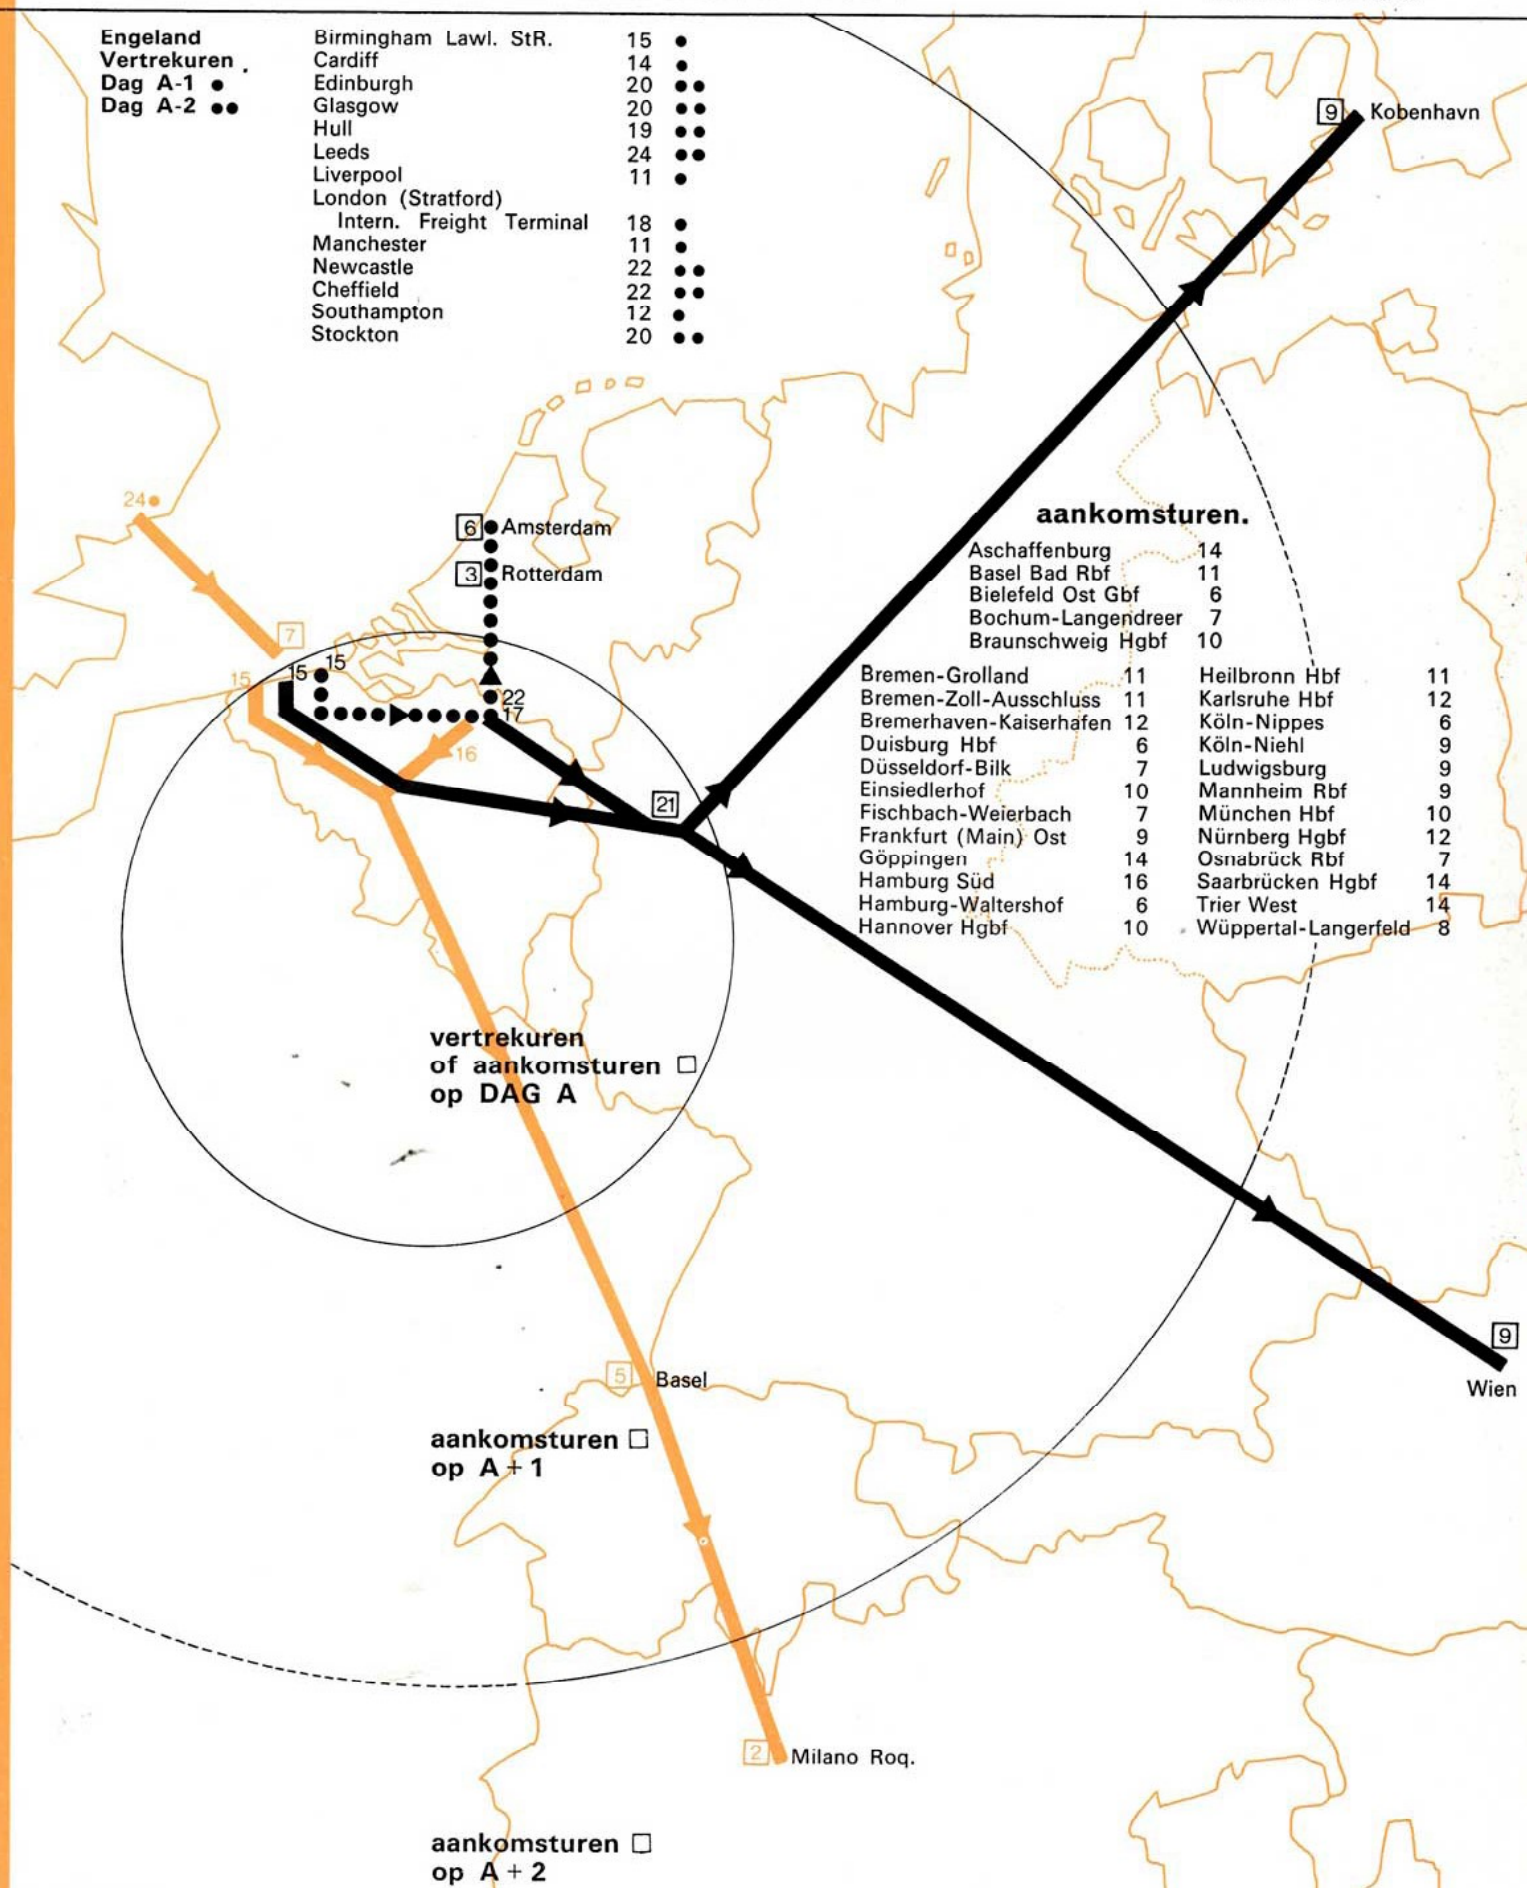 Engeland Birmingham Lawl. StR. 15 ●
Vertrekuren . Cardiff 14 ●
Dag A-1 ● Edinburgh 20 ●●
Dag A-2 ●● Glasgow 20 ●●
Hull 19 ●●
Leeds 24 ●●
Liverpool 11 ●
London (Stratford)
Intern. Freight Terminal 18 ●
Manchester 11 ●
Newcastle 22 ●●
Cheffield 22 ●●
Southampton 12 ●
Stockton 20 ●●
9 Kobenhavn
24●
6 Amsterdam
3 Rotterdam
7
15
15
15
22
17
16
21
aankomsturen.
Aschaffenburg 14
Basel Bad Rbf 11
Bielefeld Ost Gbf 6
Bochum-Langendreer 7
Braunschweig Hgbf 10
Bremen-Grolland 11 Heilbronn Hbf 11
Bremen-Zoll-Ausschluss 11 Karlsruhe Hbf 12
Bremerhaven-Kaiserhafen 12 Köln-Nippes 6
Duisburg Hbf 6 Köln-Niehl 9
Düsseldorf-Bilk 7 Ludwigsburg 9
Einsiedlerhof 10 Mannheim Rbf 9
Fischbach-Weierbach 7 München Hbf 10
Frankfurt (Main) Ost 9 Nürnberg Hgbf 12
Göppingen 14 Osnabrück Rbf 7
Hamburg Süd 16 Saarbrücken Hgbf 14
Hamburg-Waltershof 6 Trier West 14
Hannover Hgbf 10 Wüppertal-Langerfeld 8
vertrekuren
of aankomsturen □
op DAG A
9
Wien
5 Basel
aankomsturen □
op A + 1
2 Milano Roq.
aankomsturen □
op A + 2